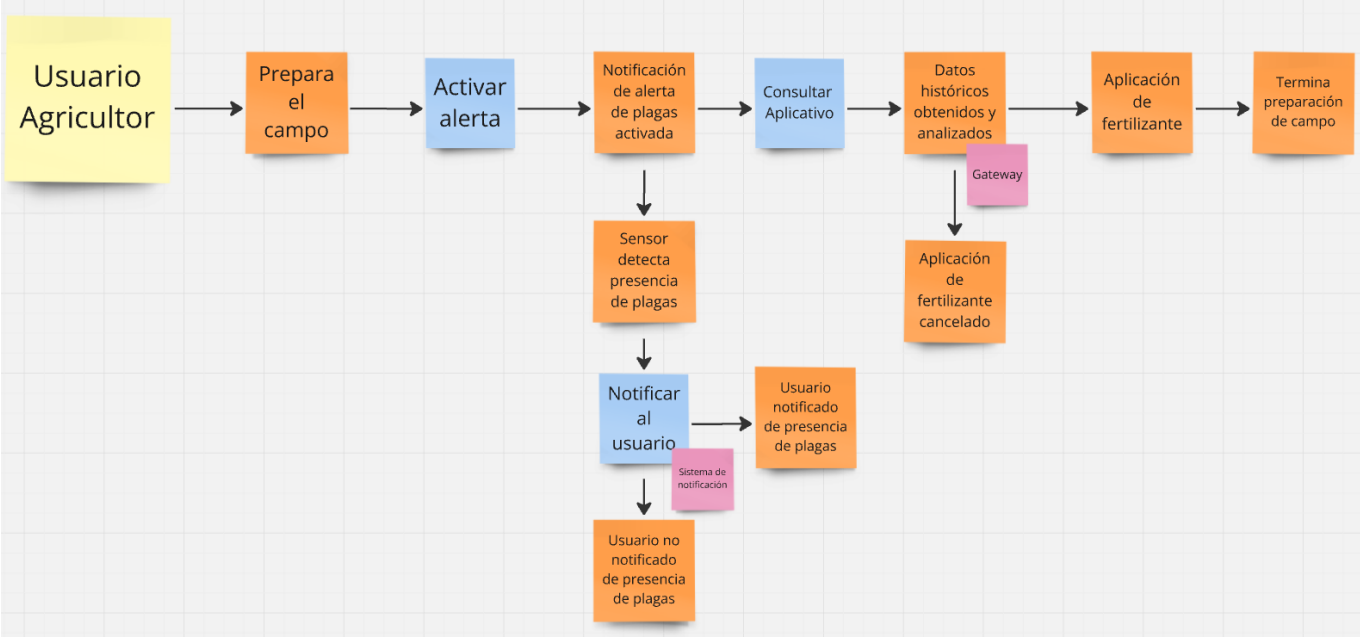 Usuario
Agricultor
Prepara
el
campo
Activar
alerta
Notificación
de alerta
de plagas
activada
Consultar
Aplicativo
Datos
históricos
obtenidos y
analizados
Gateway
Aplicación
de
fertilizante
Termina
preparación
de campo
Sensor
detecta
presencia
de plagas
Aplicación
de
fertilizante
cancelado
Notificar
al
usuario
Sistema de
notificación
Usuario
notificado
de presencia
de plagas
Usuario no
notificado
de presencia
de plagas